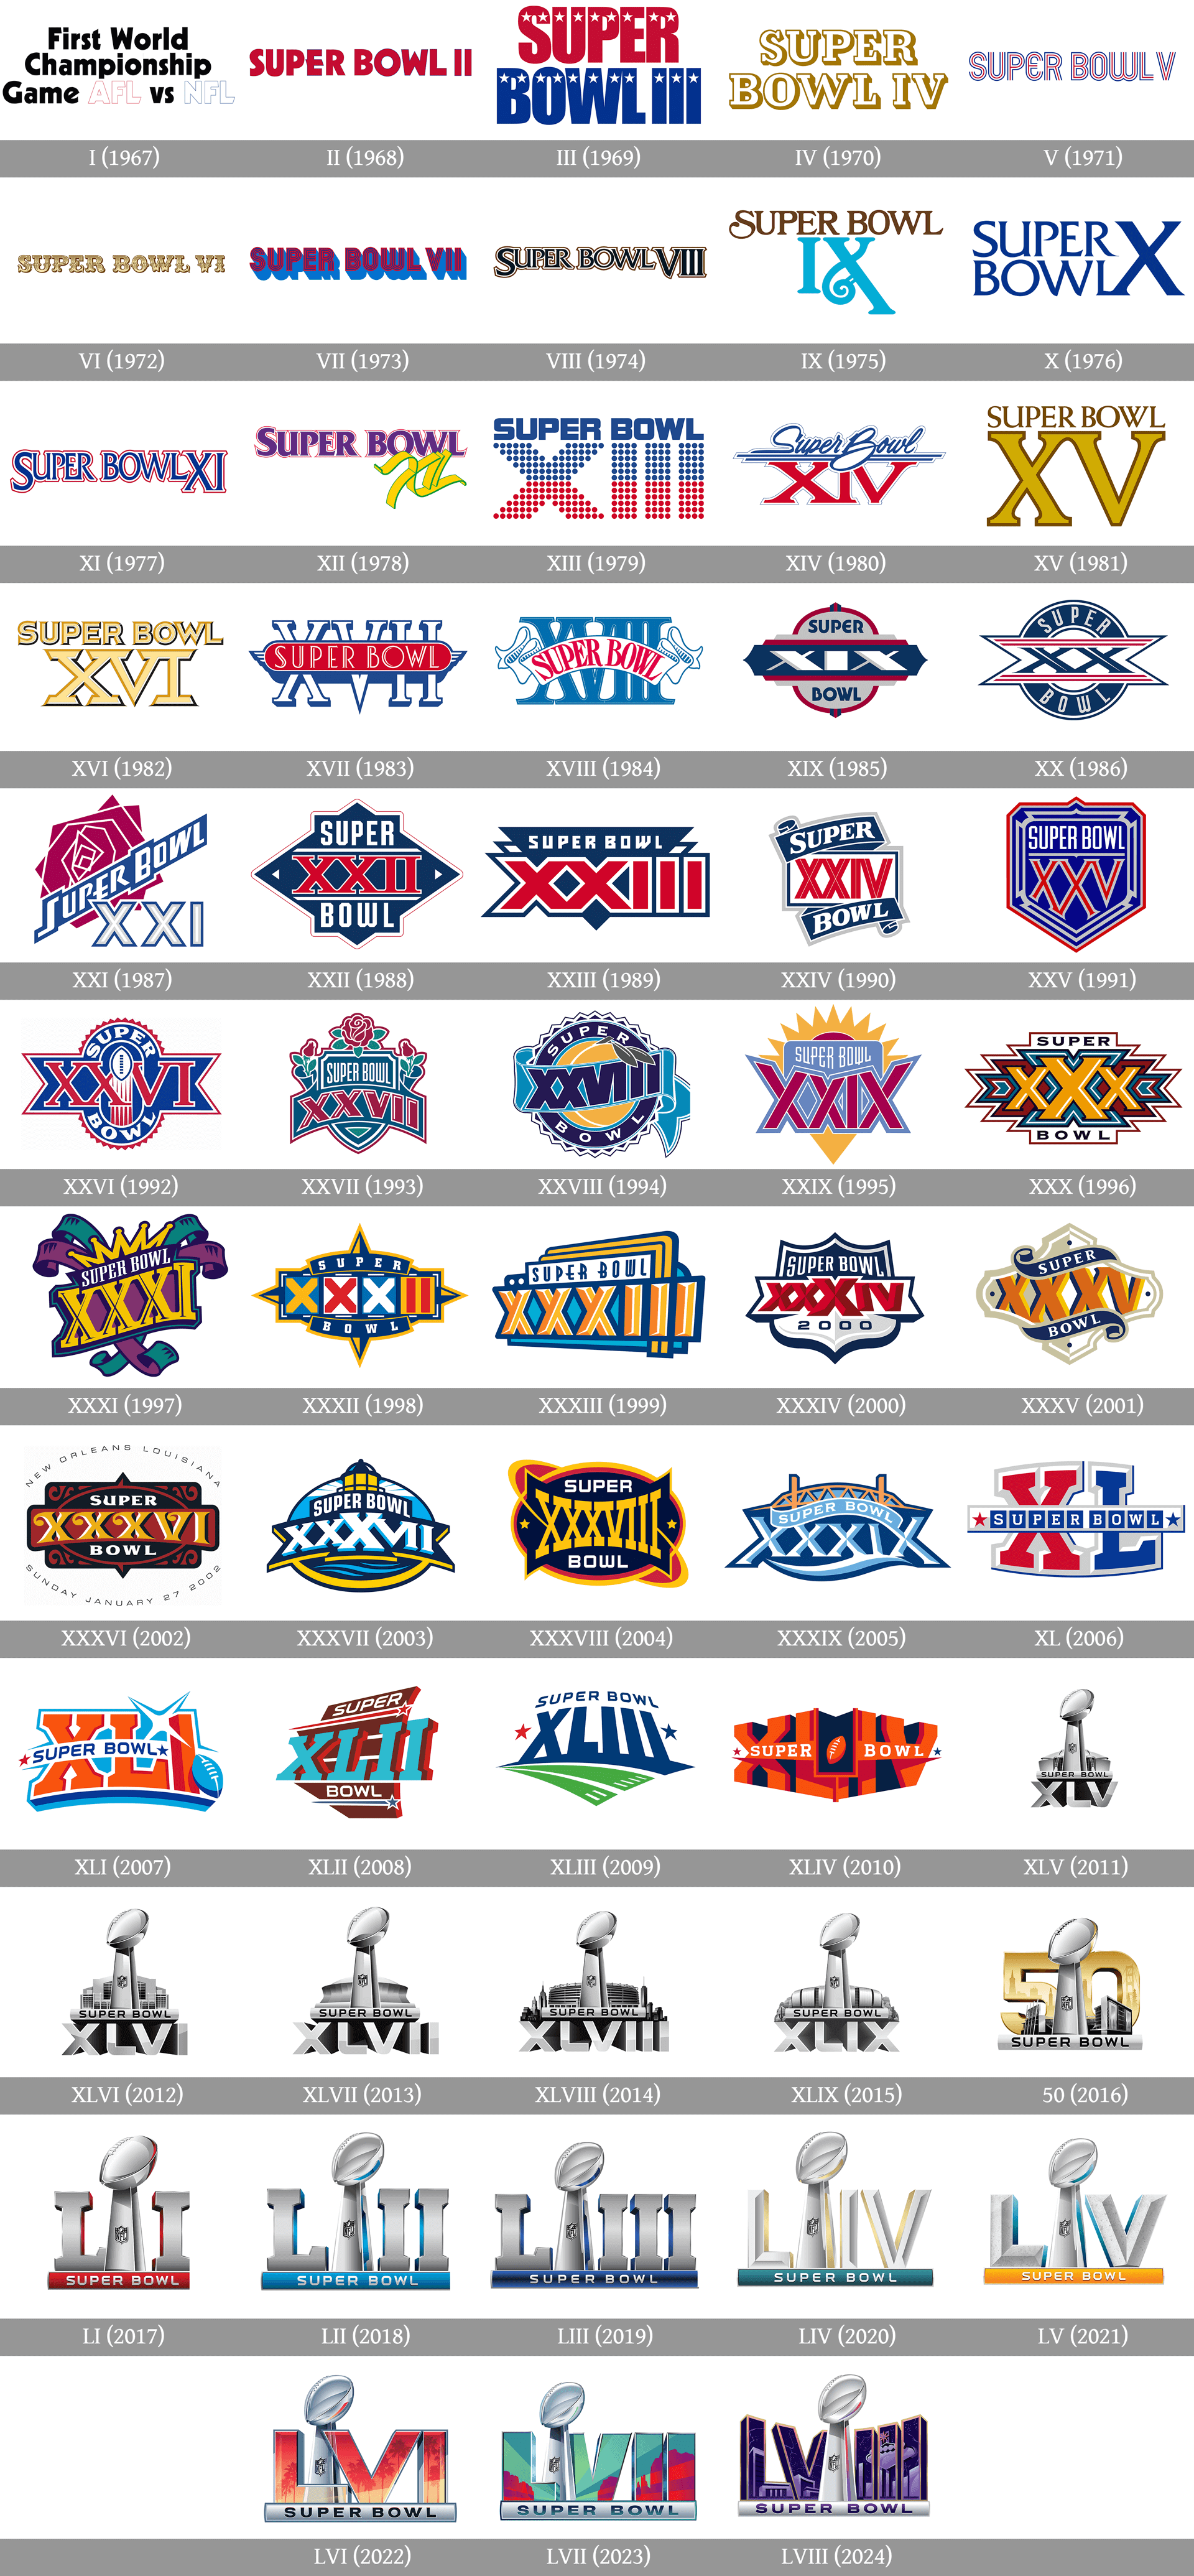 First World
Championship
Game AFL vs NFL
SUPER BOWL II
SUPER
BOWL III
SUPER
BOWL IV
SUPER BOWL V
I (1967)
II (1968)
III (1969)
IV (1970)
V (1971)
SUPER BOWL VI
SUPER BOWL VII
SUPER BOWL VIII
SUPER BOWL
IX
SUPER
BOWL X
VI (1972)
VII (1973)
VIII (1974)
IX (1975)
X (1976)
SUPER BOWL XI
SUPER BOWL
XII
SUPER BOWL
XIII
Super Bowl
XIV
SUPER BOWL
XV
XI (1977)
XII (1978)
XIII (1979)
XIV (1980)
XV (1981)
SUPER BOWL
XVI
XVII
SUPER BOWL
XVIII
SUPER BOWL
SUPER
XIX
BOWL
SUPER
XX
BOWL
XVI (1982)
XVII (1983)
XVIII (1984)
XIX (1985)
XX (1986)
SUPER BOWL
XXI
SUPER
XXII
BOWL
SUPER BOWL
XXIII
SUPER
XXIV
BOWL
SUPER BOWL
XXV
XXI (1987)
XXII (1988)
XXIII (1989)
XXIV (1990)
XXV (1991)
SUPER
XXVI
BOWL
SUPER BOWL
XXVII
SUPER
XXVIII
BOWL
SUPER BOWL
XXIX
SUPER
XXX
BOWL
XXVI (1992)
XXVII (1993)
XXVIII (1994)
XXIX (1995)
XXX (1996)
SUPER BOWL
XXXI
SUPER
XXXII
BOWL
SUPER BOWL
XXXIII
SUPER BOWL
XXXIV
2000
SUPER
XXXV
BOWL
XXXI (1997)
XXXII (1998)
XXXIII (1999)
XXXIV (2000)
XXXV (2001)
NEW ORLEANS LOUISIANA
SUPER
XXXVI
BOWL
SUNDAY JANUARY 27 2002
SUPER BOWL
XXXVII
SUPER
XXXVIII
BOWL
SUPER BOWL
XXXIX
XL
SUPER BOWL
XXXVI (2002)
XXXVII (2003)
XXXVIII (2004)
XXXIX (2005)
XL (2006)
XLI
SUPER BOWL
SUPER
XLII
BOWL
SUPER BOWL
XLIII
XLIV
SUPER BOWL
NFL
SUPER BOWL
XLV
XLI (2007)
XLII (2008)
XLIII (2009)
XLIV (2010)
XLV (2011)
NFL
SUPER BOWL
XLVI
NFL
SUPER BOWL
XLVII
NFL
SUPER BOWL
XLVIII
NFL
SUPER BOWL
XLIX
50
NFL
SUPER BOWL
XLVI (2012)
XLVII (2013)
XLVIII (2014)
XLIX (2015)
50 (2016)
LI
NFL
SUPER BOWL
LII
NFL
SUPER BOWL
LIII
NFL
SUPER BOWL
LIV
NFL
SUPER BOWL
LV
NFL
SUPER BOWL
LI (2017)
LII (2018)
LIII (2019)
LIV (2020)
LV (2021)
LVI
NFL
SUPER BOWL
LVII
NFL
SUPER BOWL
LVIII
NFL
SUPER BOWL
LVI (2022)
LVII (2023)
LVIII (2024)